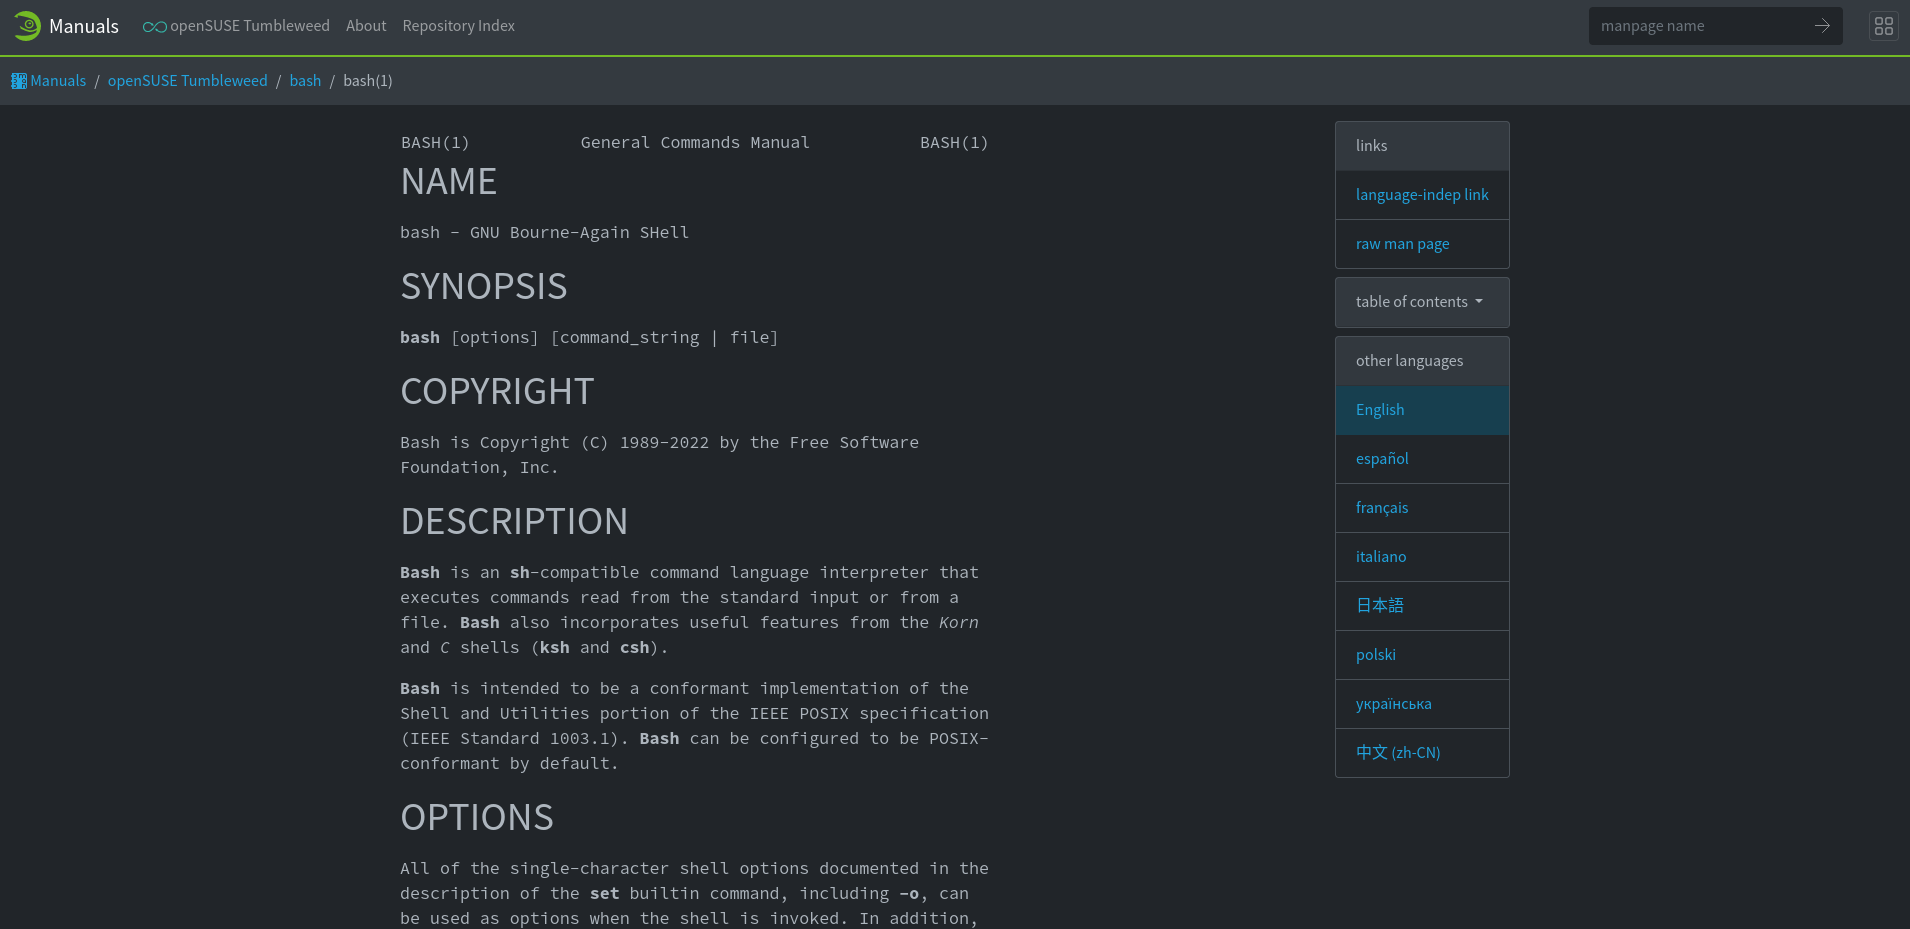 Manuals openSUSE Tumbleweed About Repository Index manpage name
Manuals / openSUSE Tumbleweed / bash / bash(1)
BASH(1) General Commands Manual BASH(1)
NAME
bash - GNU Bourne-Again SHell
SYNOPSIS
bash [options] [command_string | file]
COPYRIGHT
Bash is Copyright (C) 1989-2022 by the Free Software
Foundation, Inc.
DESCRIPTION
Bash is an sh-compatible command language interpreter that
executes commands read from the standard input or from a
file. Bash also incorporates useful features from the Korn
and C shells (ksh and csh).
Bash is intended to be a conformant implementation of the
Shell and Utilities portion of the IEEE POSIX specification
(IEEE Standard 1003.1). Bash can be configured to be POSIX-
conformant by default.
OPTIONS
All of the single-character shell options documented in the
description of the set builtin command, including -o, can
be used as options when the shell is invoked. In addition,
links
language-indep link
raw man page
table of contents
other languages
English
español
français
italiano
日本語
polski
українська
中文 (zh-CN)